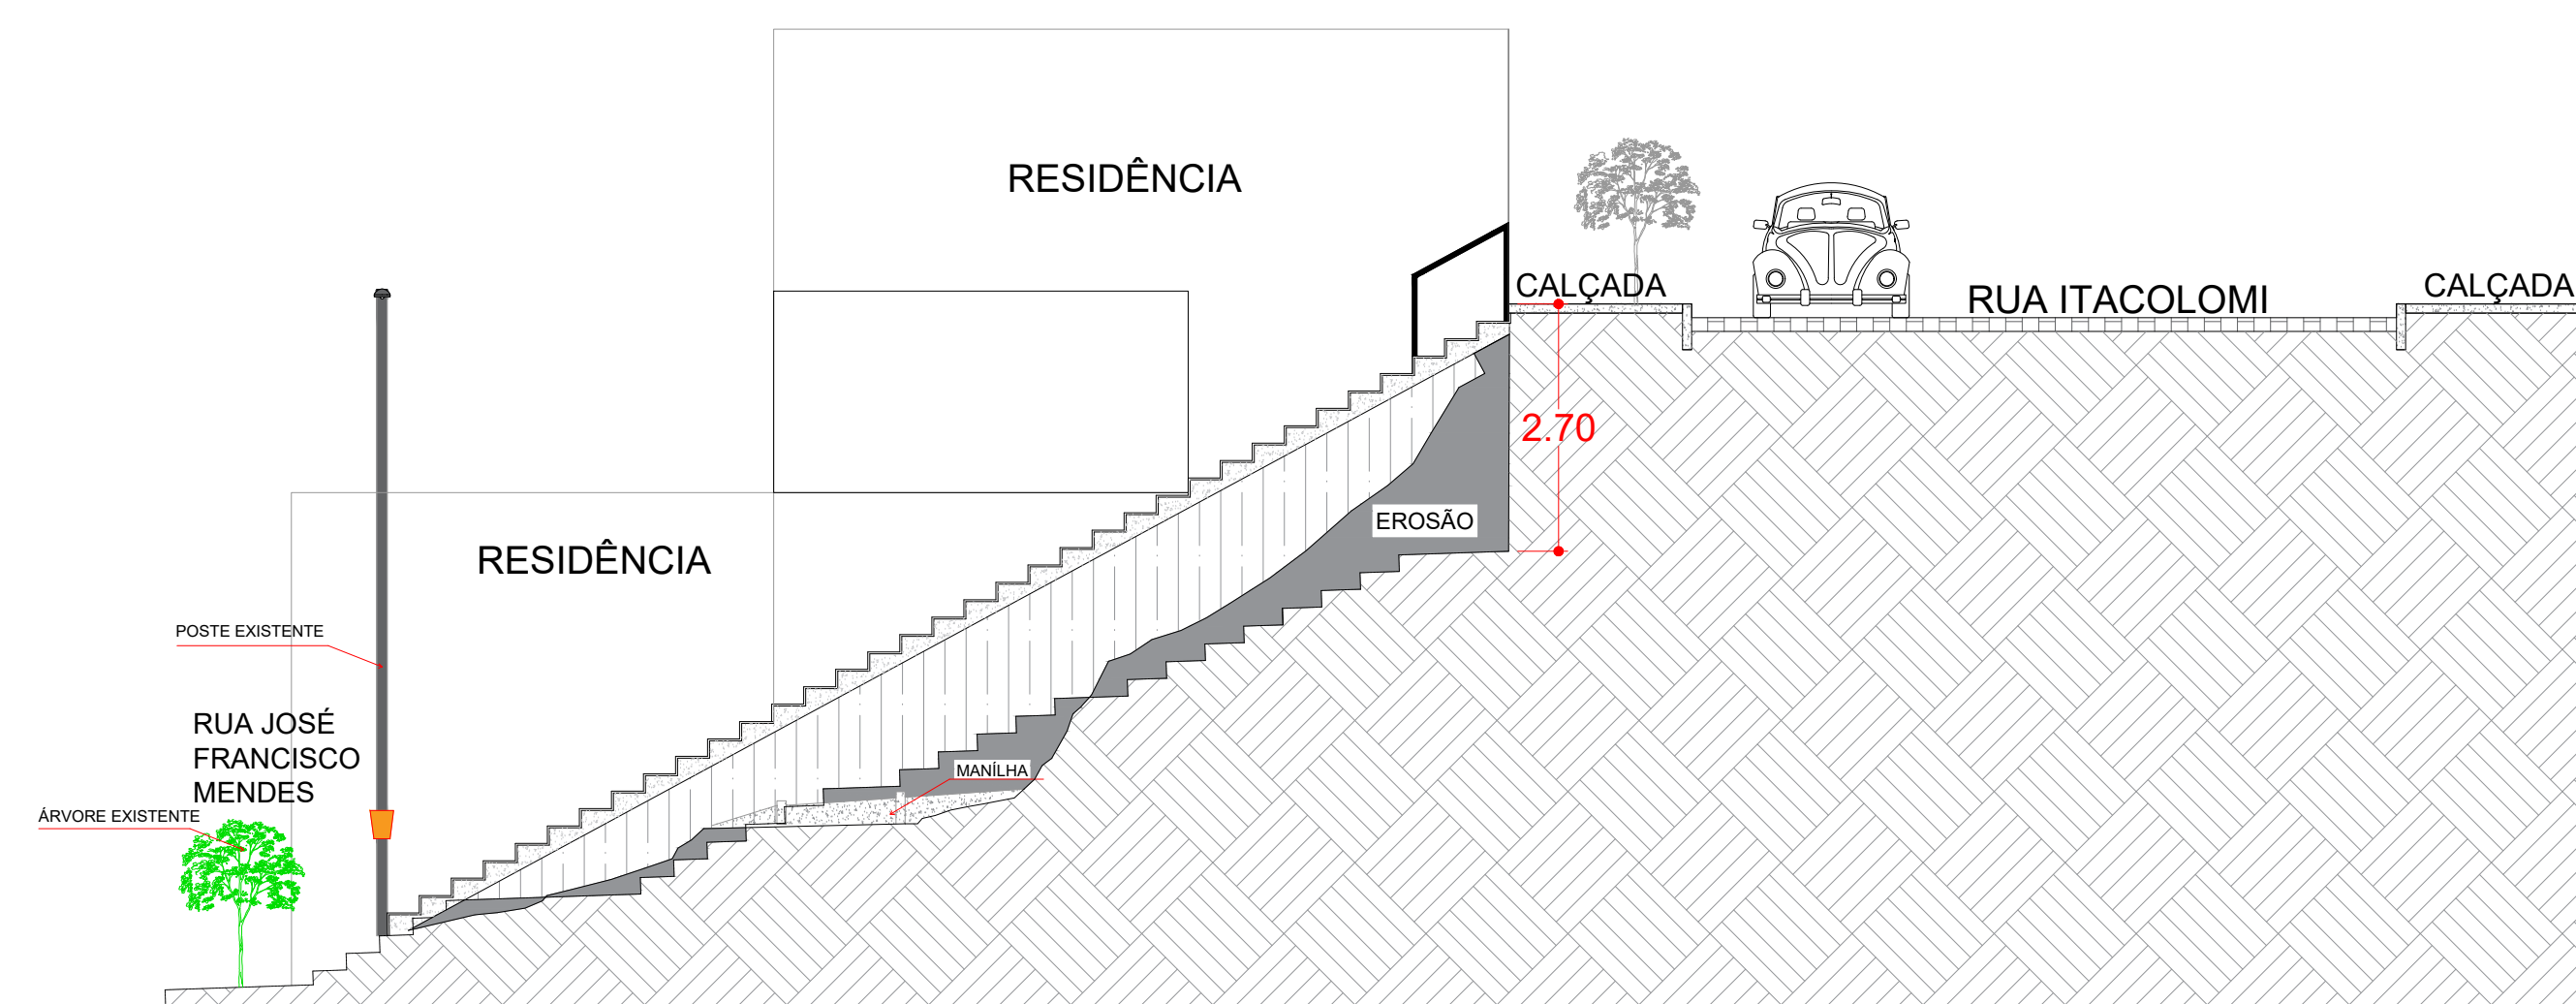 RESIDÊNCIA
CALÇADA
RUA ITACOLOMI
CALÇADA
2.70
EROSÃO
RESIDÊNCIA
POSTE EXISTENTE
RUA JOSÉ
FRANCISCO
MENDES
MANÍLHA
ÁRVORE EXISTENTE